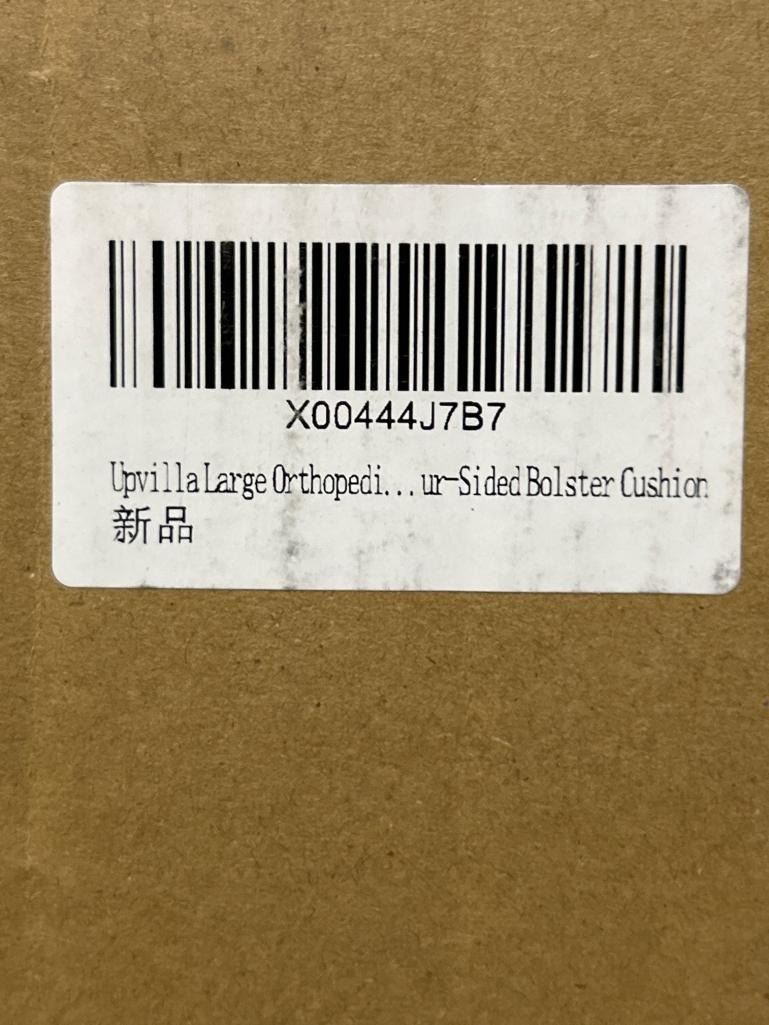 X00444J7B7
Upvilla Large Orthopedi...ur-Sided Bolster Cushion
新品